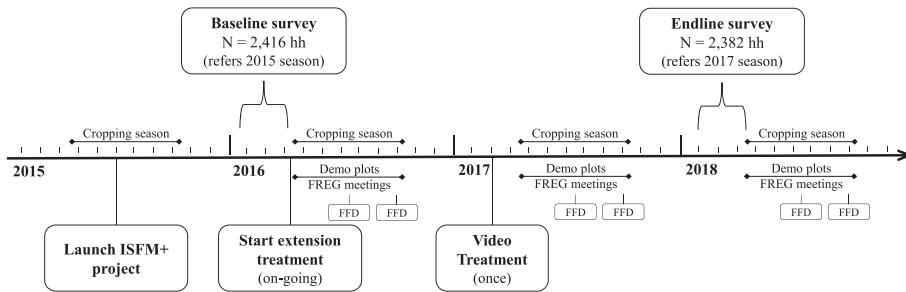 Baseline survey
N = 2,416 hh
(refers 2015 season)
Endline survey
N = 2,382 hh
(refers 2017 season)
Cropping season
Cropping season
Cropping season
Cropping season
2015
2016
2017
2018
Demo plots
FREG meetings
FFD
FFD
Demo plots
FREG meetings
FFD
FFD
Demo plots
FREG meetings
FFD
FFD
Launch ISFM+
project
Start extension
treatment
(on-going)
Video
Treatment
(once)